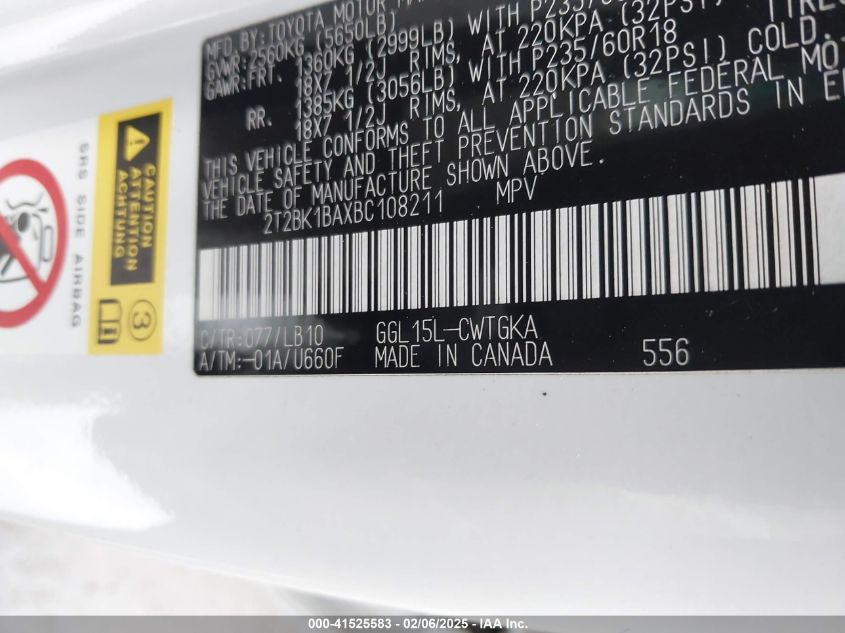 MFD. BY: TOYOTA MOTOR
GVWR: 2560KG (5650LB)
GAWR: FRT. 1360KG (2999LB) WITH
18X7 1/2J RIMS, AT 220KPA (32PSI)
RR. 1385KG (3056LB) WITH P235/60R18
18X7 1/2J RIMS, AT 220KPA (32PSI) COLD.
THIS VEHICLE CONFORMS TO ALL APPLICABLE FEDERAL
VEHICLE SAFETY AND THEFT PREVENTION STANDARDS IN
THE DATE OF MANUFACTURE SHOWN ABOVE.
2T2BK1BAXBC108211 MPV
C/TR: 077/LB10 GGL15L-CWTGKA
A/TM: -01A/U660F MADE IN CANADA 556
CAUTION
ATTENTION
ACHTUNG
SRS SIDE AIRBAG
3
000-41525583 - 02/06/2025 - IAA Inc.